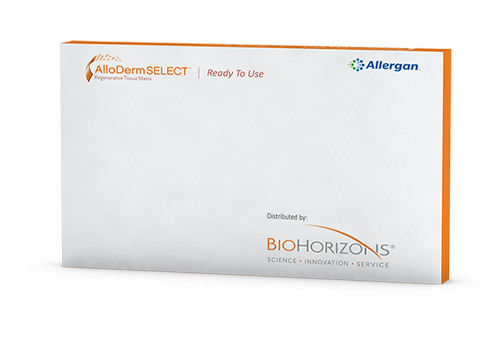 AlloDermSELECT™ | Ready To Use
Regenerative Tissue Matrix
Allergan
Distributed by:
BIOHORIZONS®
SCIENCE • INNOVATION • SERVICE